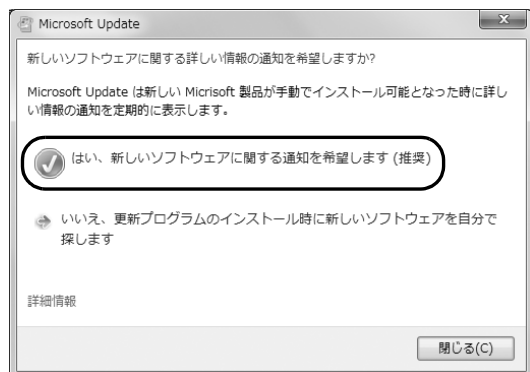 Microsoft Update
新しいソフトウェアに関する詳しい情報の通知を希望しますか?
Microsoft Update は新しい Micrisoft 製品が手動でインストール可能となった時に詳し
い情報の通知を定期的に表示します。
はい、新しいソフトウェアに関する通知を希望します (推奨)
いいえ、更新プログラムのインストール時に新しいソフトウェアを自分で
探します
詳細情報
閉じる(C)